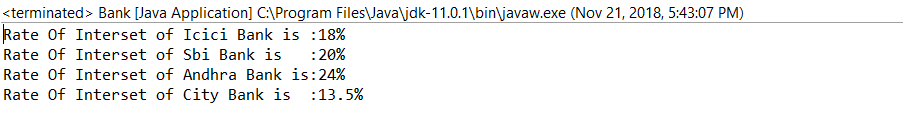 <terminated> Bank [Java Application] C:\Program Files\Java\jdk-11.0.1\bin\javaw.exe (Nov 21, 2018, 5:43:07 PM)
Rate Of Interset of Icici Bank is :18%
Rate Of Interset of Sbi Bank is   :20%
Rate Of Interset of Andhra Bank is:24%
Rate Of Interset of City Bank is  :13.5%